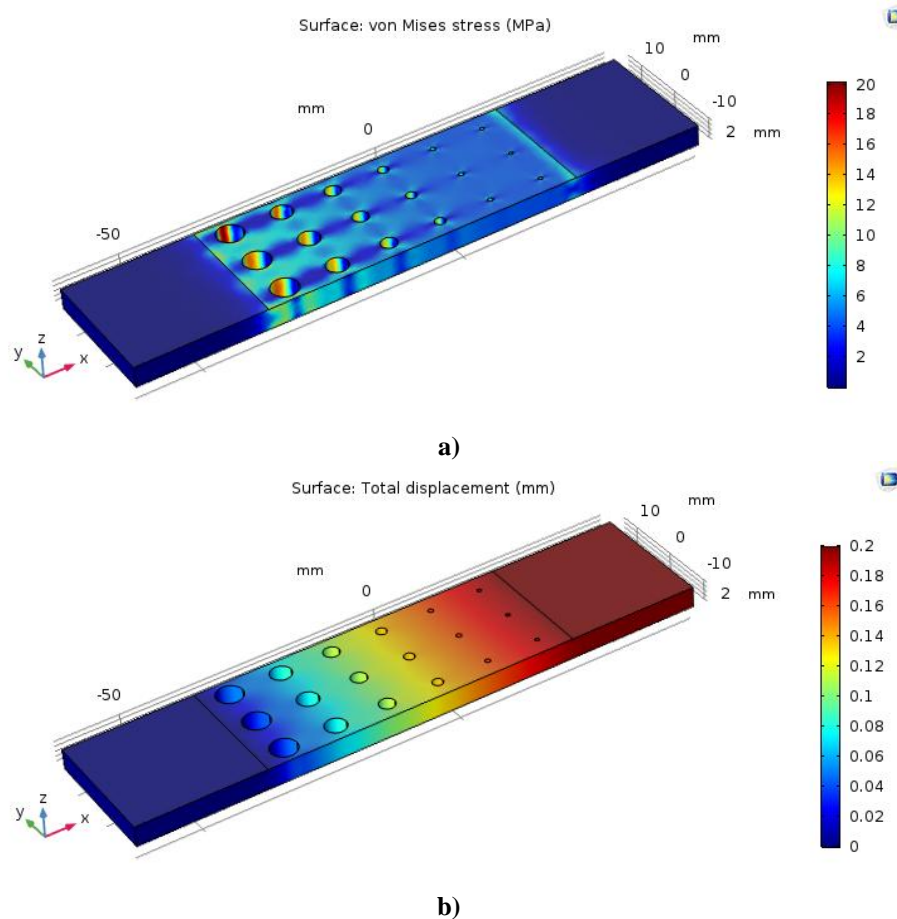 Surface: von Mises stress (MPa)
10
mm
0
-10
2
mm
mm
0
-50
20
18
16
14
12
10
8
6
4
2
y
z
x
a)
Surface: Total displacement (mm)
10
mm
0
-10
2
mm
mm
0
-50
0.2
0.18
0.16
0.14
0.12
0.1
0.08
0.06
0.04
0.02
0
y
z
x
b)